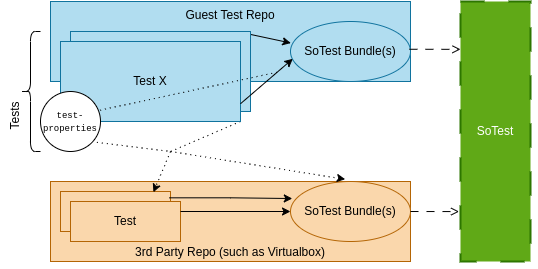 Guest Test Repo
SoTest Bundle(s)
Test X
Tests
test-
properties
SoTest
Test
SoTest Bundle(s)
3rd Party Repo (such as Virtualbox)